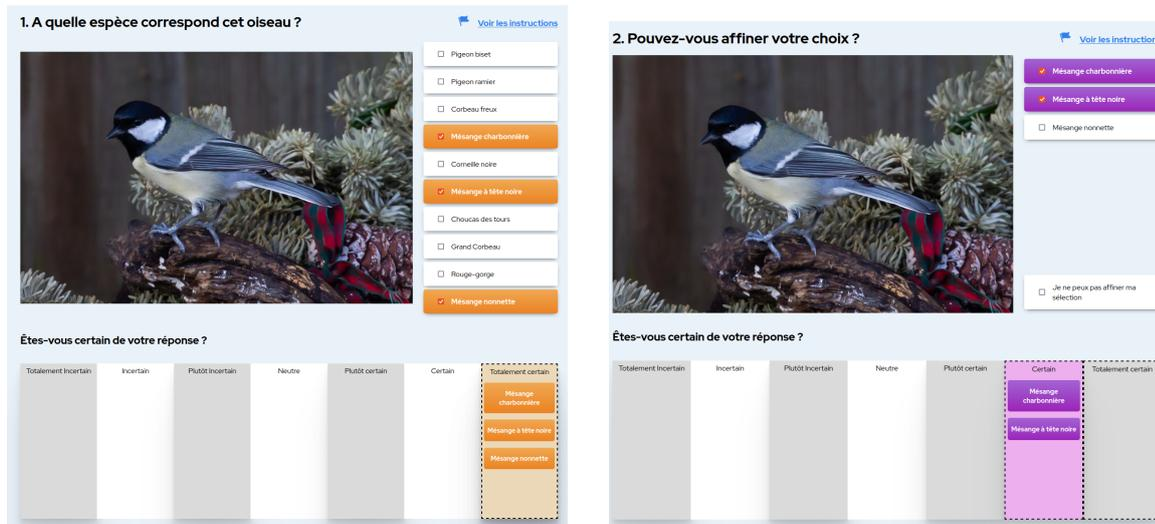 1. A quelle espèce correspond cet oiseau ?
Voir les instructions
Pigeon biset
Pigeon ramier
Corbeau freux
Mésange charbonnière
Corneille noire
Mésange à tête noire
Choucas des tours
Grand Corbeau
Rouge-gorge
Mésange nonnette
Êtes-vous certain de votre réponse ?
Totalement Incertain
Incertain
Plutôt Incertain
Neutre
Plutôt certain
Certain
Totalement certain
Mésange
charbonnière
Mésange à tête noire
Mésange nonnette
2. Pouvez-vous affiner votre choix ?
Voir les instruction
Mésange charbonnière
Mésange à tête noire
Mésange nonnette
Je ne peux pas affiner ma
sélection
Êtes-vous certain de votre réponse ?
Totalement Incertain
Incertain
Plutôt Incertain
Neutre
Plutôt certain
Certain
Totalement certain
Mésange
charbonnière
Mésange à tête noire